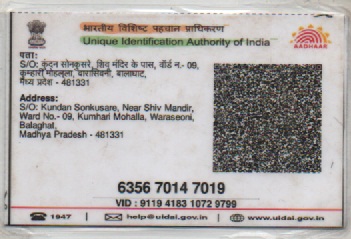 भारतीय विशिष्ट पहचान प्राधिकरण
Unique Identification Authority of India
AADHAAR
पता:
S/O: कुंदन सोनकुसरे, शिव मंदिर के पास, वॉर्ड न.- 09,
कुम्हारी मोहल्ला, वारासिवनी, बालाघाट,
मध्य प्रदेश - 481331
Address:
S/O: Kundan Sonkusare, Near Shiv Mandir,
Ward No.- 09, Kumhari Mohalla, Waraseoni,
Balaghat,
Madhya Pradesh - 481331
6356 7014 7019
VID : 9119 4183 1072 9799
1947 | help@uidai.gov.in | www.uidai.gov.in